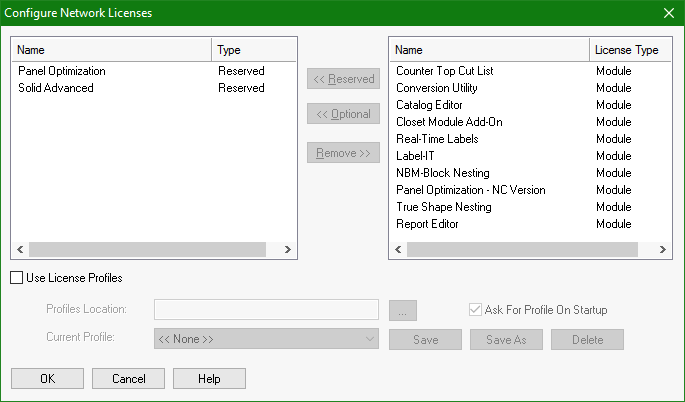 Configure Network Licenses
Name Type
Panel Optimization Reserved
Solid Advanced Reserved
<< Reserved
<< Optional
Remove >>
Name License Type
Counter Top Cut List Module
Conversion Utility Module
Catalog Editor Module
Closet Module Add-On Module
Real-Time Labels Module
Label-IT Module
NBM-Block Nesting Module
Panel Optimization - NC Version Module
True Shape Nesting Module
Report Editor Module
Use License Profiles
Profiles Location: ... Ask For Profile On Startup
Current Profile: << None >> Save Save As Delete
OK Cancel Help